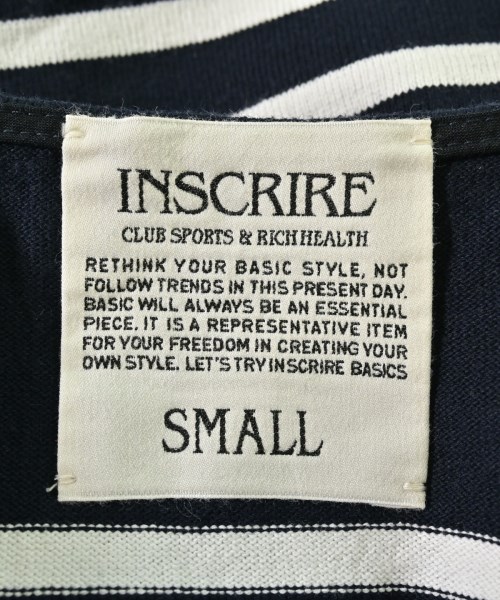 INSCRIRE
CLUB SPORTS & RICH HEALTH
RETHINK YOUR BASIC STYLE, NOT
FOLLOW TRENDS IN THIS PRESENT DAY.
BASIC WILL ALWAYS BE AN ESSENTIAL
PIECE. IT IS A REPRESENTATIVE ITEM
FOR YOUR FREEDOM IN CREATING YOUR
OWN STYLE. LET'S TRY INSCRIRE BASICS
SMALL